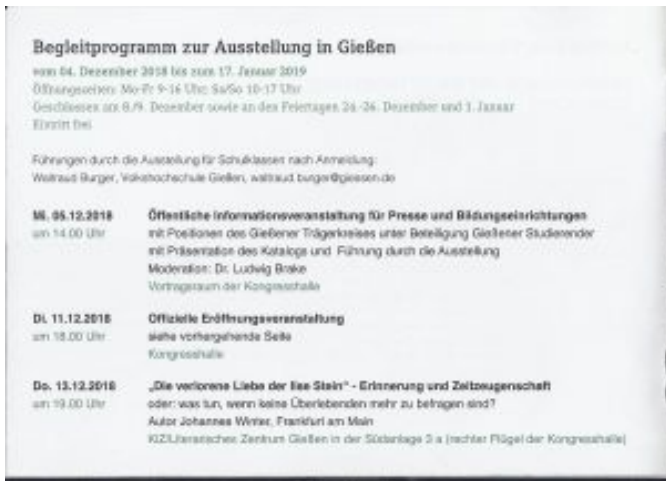 Begleitprogramm zur Ausstellung in Gießen
vom 04. Dezember 2018 bis zum 17. Januar 2019
Öffnungszeiten: Mo-Fr 9-16 Uhr; Sa/So 10-17 Uhr
Geschlossen am 8./9. Dezember sowie an den Feiertagen 24.-26. Dezember und 1. Januar
Eintritt frei
Führungen durch die Ausstellung für Schulklassen nach Anmeldung:
Waltraud Burger, Volkshochschule Gießen, waltraud.burger@giessen.de
Mi. 05.12.2018 Öffentliche Informationsveranstaltung für Presse und Bildungseinrichtungen
um 14.00 Uhr mit Positionen des Gießener Trägerkreises unter Beteiligung Gießener Studierender
mit Präsentation des Katalogs und Führung durch die Ausstellung
Moderation: Dr. Ludwig Brake
Vortragsraum der Kongresshalle
Di. 11.12.2018 Offizielle Eröffnungsveranstaltung
um 18.00 Uhr siehe vorhergehende Seite
Kongresshalle
Do. 13.12.2018 „Die verlorene Liebe der Ilse Stein" - Erinnerung und Zeitzeugenschaft
um 19.00 Uhr oder: was tun, wenn keine Überlebenden mehr zu befragen sind?
Autor Johannes Winter, Frankfurt am Main
KIZ/Literarisches Zentrum Gießen in der Südanlage 3 a (rechter Flügel der Kongresshalle)